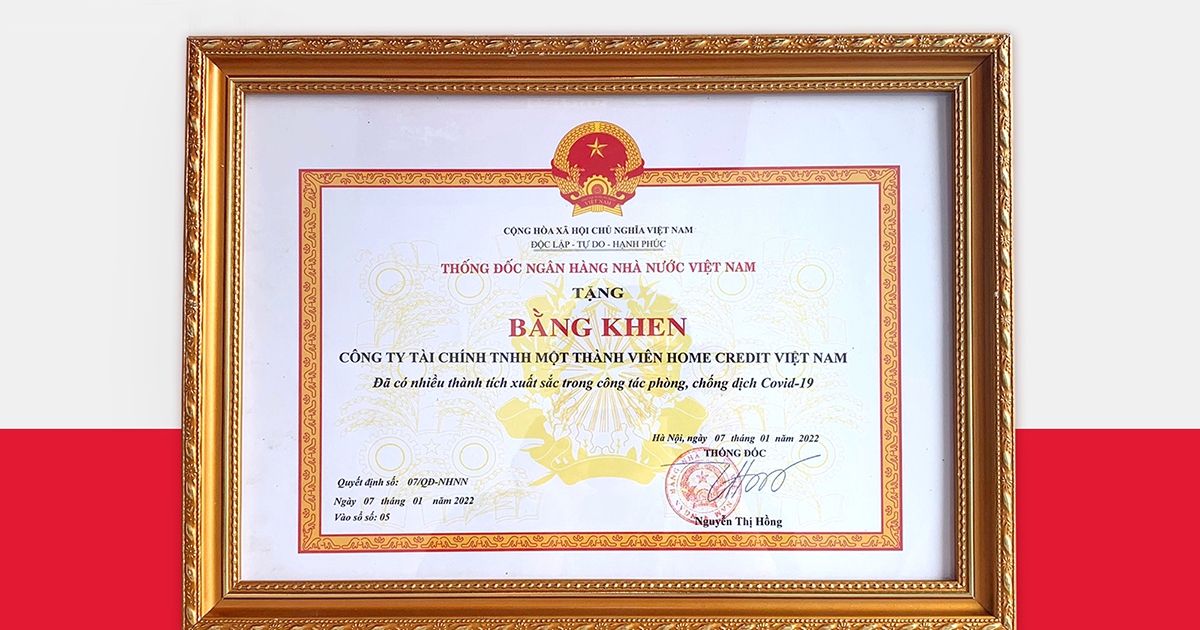 VIỆT NAM
CỘNG HÒA XÃ HỘI CHỦ NGHĨA VIỆT NAM
ĐỘC LẬP - TỰ DO - HẠNH PHÚC
THỐNG ĐỐC NGÂN HÀNG NHÀ NƯỚC VIỆT NAM
TẶNG
BẰNG KHEN
CÔNG TY TÀI CHÍNH TNHH MỘT THÀNH VIÊN HOME CREDIT VIỆT NAM
Đã có nhiều thành tích xuất sắc trong công tác phòng, chống dịch Covid-19
Hà Nội, ngày 07 tháng 01 năm 2022
THỐNG ĐỐC
Nguyễn Thị Hồng
Quyết định số: 07/QĐ-NHNN
Ngày 07 tháng 01 năm 2022
Vào sổ số: 05